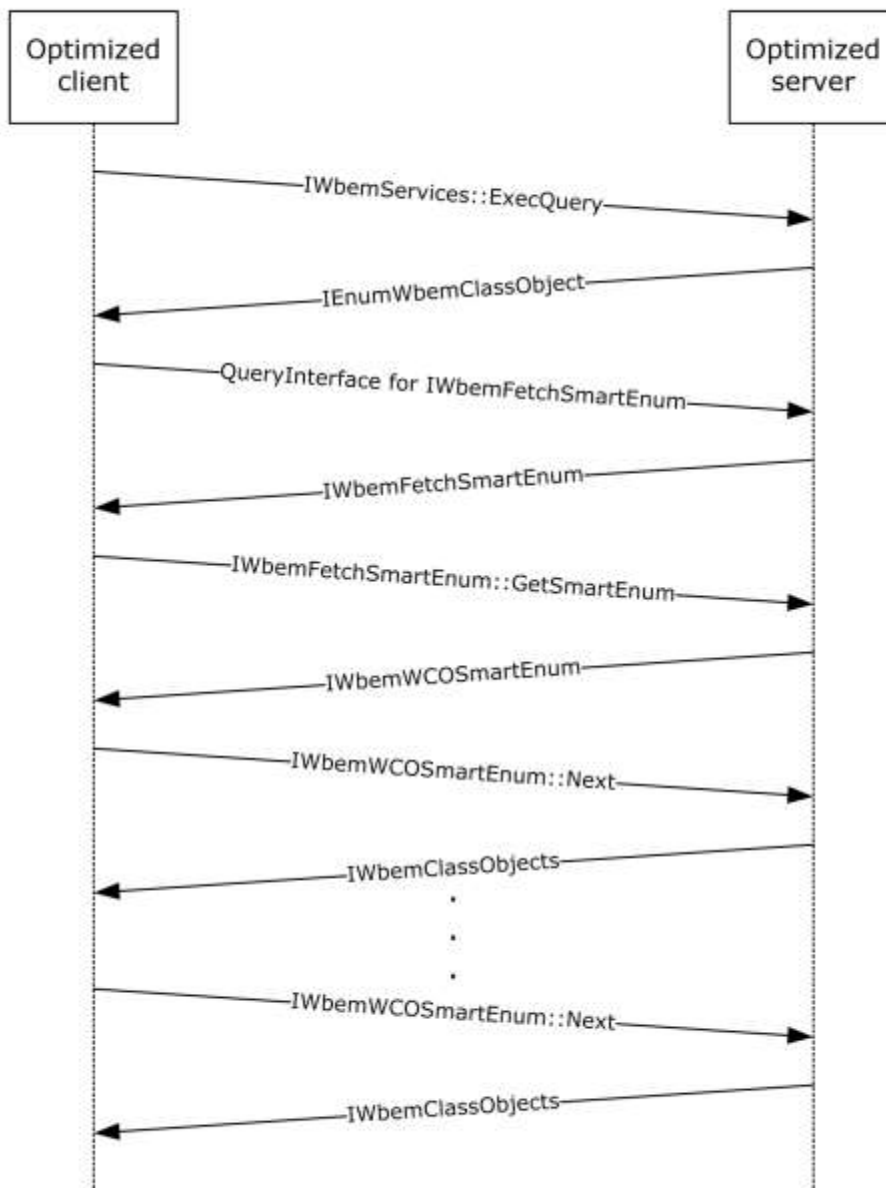 Optimized
client
Optimized
server
IWbemServices::ExecQuery
IEnumWbemClassObject
QueryInterface for IWbemFetchSmartEnum
IWbemFetchSmartEnum
IWbemFetchSmartEnum::GetSmartEnum
IWbemWCOSmartEnum
IWbemWCOSmartEnum::Next
IWbemClassObjects
.
.
.
IWbemWCOSmartEnum::Next
IWbemClassObjects